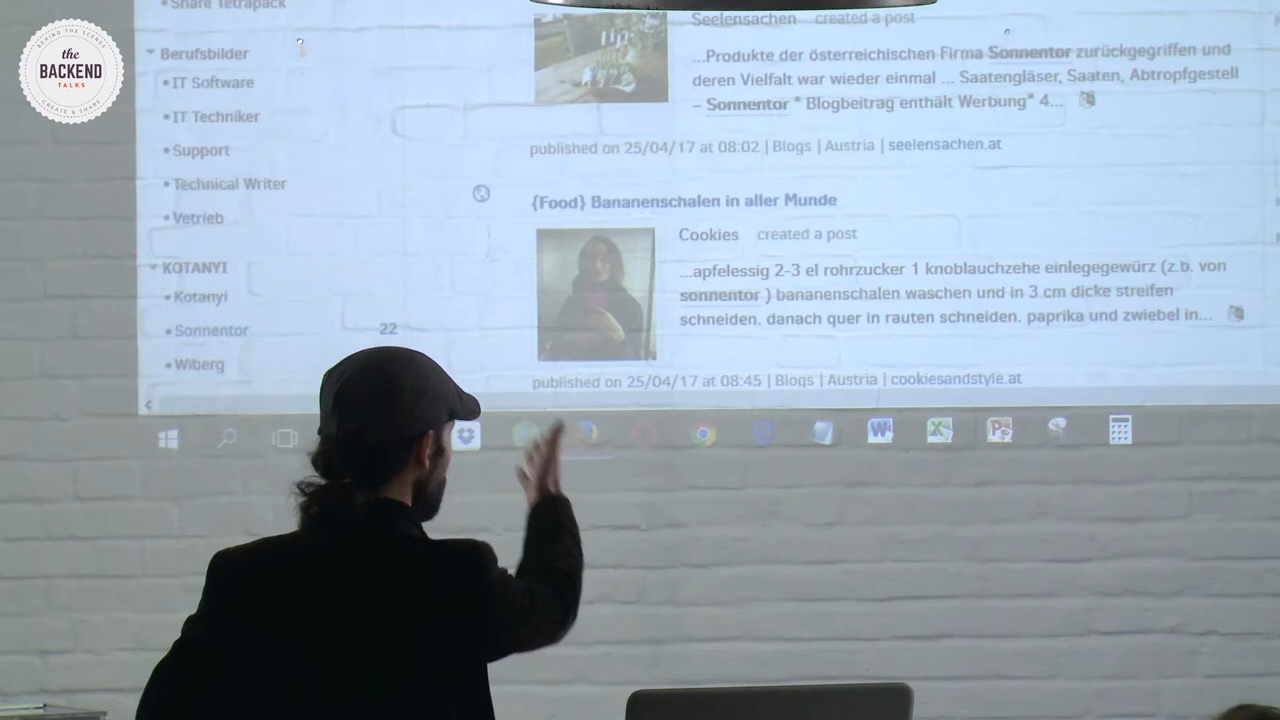 BEHIND THE SCENES
the
BACKEND
TALKS
CREATE & SHARE
Share Tetrapack
Berufsbilder
IT Software
IT Techniker
Support
Technical Writer
Vetrieb
KOTANYI
Kotanyi
Sonnentor 22
Wiberg
Seelensachen created a post
...Produkte der österreichischen Firma Sonnentor zurückgegriffen und
deren Vielfalt war wieder einmal ... Saatengläser, Saaten, Abtropfgestell
– Sonnentor * Blogbeitrag enthält Werbung* 4...
published on 25/04/17 at 08:02 | Blogs | Austria | seelensachen.at
{Food} Bananenschalen in aller Munde
Cookies created a post
...apfelessig 2-3 el rohrzucker 1 knoblauchzehe einlegegewürz (z.b. von
sonnentor ) bananenschalen waschen und in 3 cm dicke streifen
schneiden. danach quer in rauten schneiden. paprika und zwiebel in...
published on 25/04/17 at 08:45 | Blogs | Austria | cookiesandstyle.at